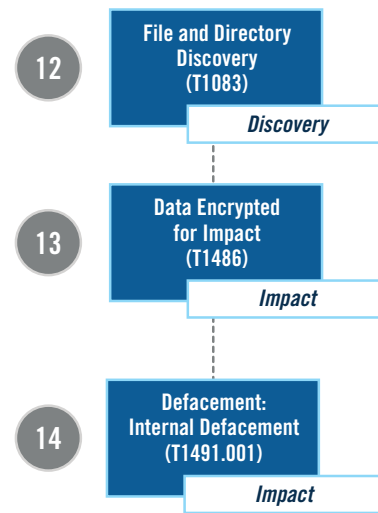 12
File and Directory
Discovery
(T1083)
Discovery
13
Data Encrypted
for Impact
(T1486)
Impact
14
Defacement:
Internal Defacement
(T1491.001)
Impact